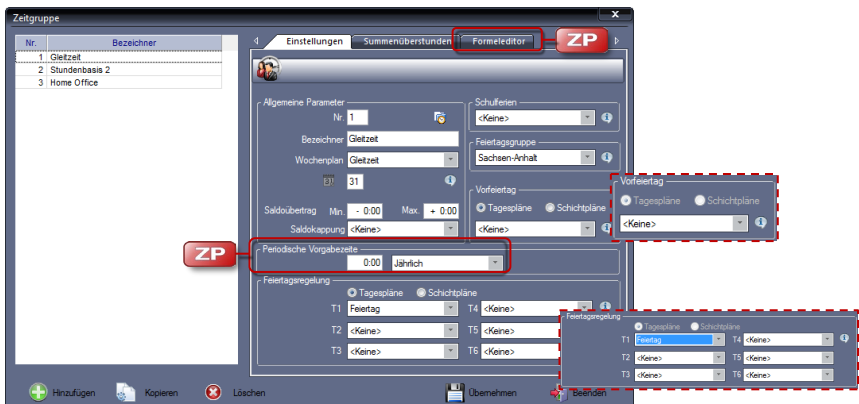 Zeitgruppe
x
Nr. Bezeichner
1 Gleitzeit
2 Stundenbasis 2
3 Home Office
Einstellungen Summenüberstunden Formeleditor ZP
Allgemeine Parameter
Nr. 1
Bezeichner Gleitzeit
Wochenplan Gleitzeit
31 31
Saldoübertrag Min. - 0:00 Max. + 0:00
Saldokappung <Keine>
Schulferien
<Keine>
Feiertagsgruppe
Sachsen-Anhalt
Vorfeiertag
Tagespläne Schichtpläne
<Keine>
Vorfeiertag
Tagespläne Schichtpläne
<Keine>
ZP
Periodische Vorgabezeite
0:00 Jährlich
Feiertagsregelung
Tagespläne Schichtpläne
T1 Feiertag T4 <Keine>
T2 <Keine> T5 <Keine>
T3 <Keine> T6 <Keine>
Feiertagsregelung
Tagespläne Schichtpläne
T1 Feiertag T4 <Keine>
T2 <Keine> T5 <Keine>
T3 <Keine> T6 <Keine>
Hinzufügen Kopieren Löschen Übernehmen Beenden